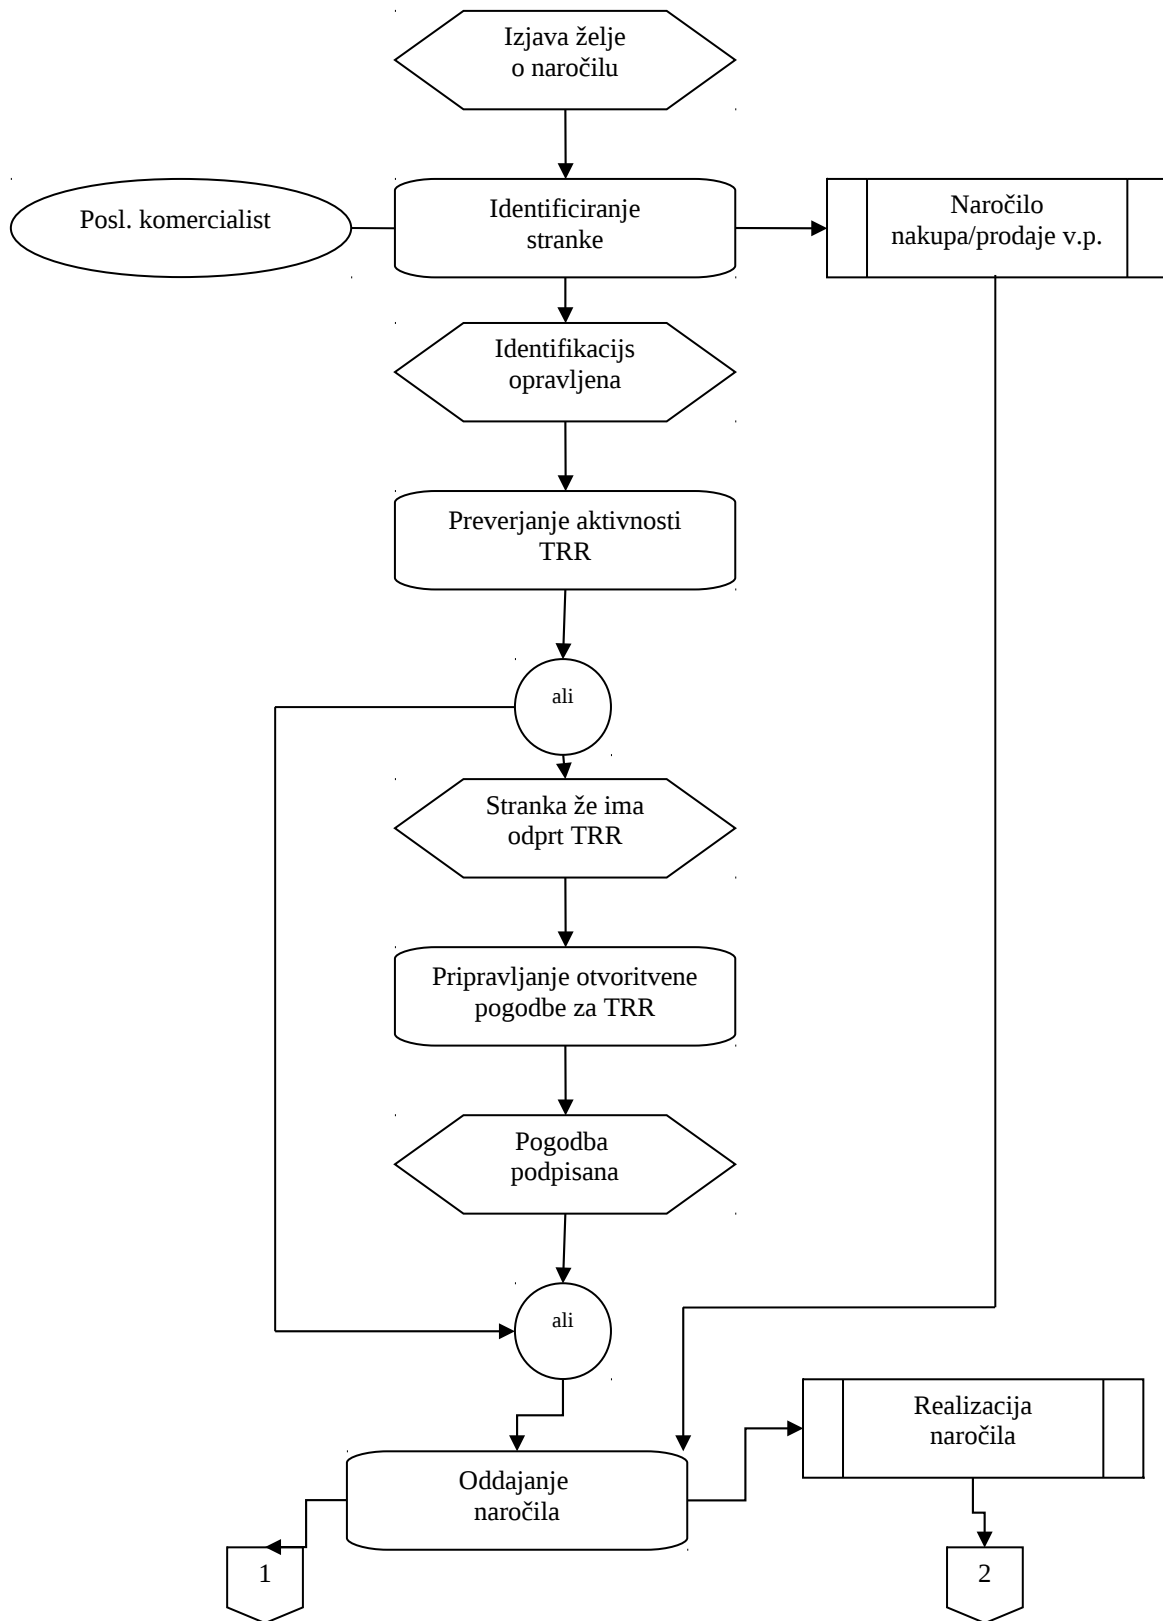 Izjava želje
o naročilu
Posl. komercialist
Identificiranje
stranke
Naročilo
nakupa/prodaje v.p.
Identifikacijs
opravljena
Preverjanje aktivnosti
TRR
ali
Stranka že ima
odprt TRR
Pripravljanje otvoritvene
pogodbe za TRR
Pogodba
podpisana
ali
Realizacija
naročila
Oddajanje
naročila
1
2